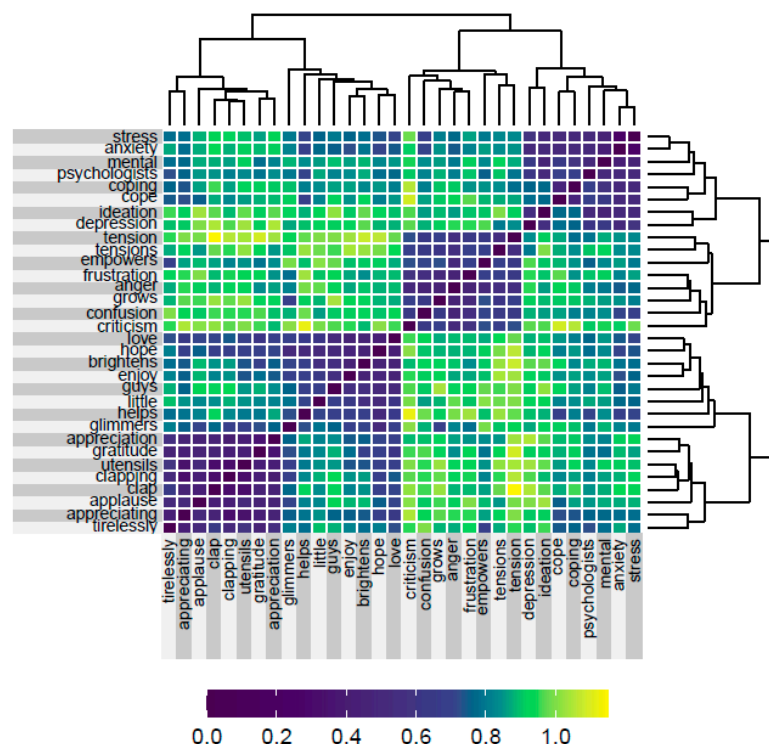 stress
anxiety
mental
psychologists
coping
cope
ideation
depression
tension
tensions
empowers
frustration
anger
grows
confusion
criticism
love
hope
brightens
enjoy
guys
little
helps
glimmers
appreciation
gratitude
utensils
clapping
clap
applause
appreciating
tirelessly
tirelessly
appreciating
applause
clap
clapping
utensils
gratitude
appreciation
glimmers
helps
little
guys
enjoy
brightens
hope
love
criticism
confusion
grows
anger
frustration
empowers
tensions
tension
depression
ideation
cope
coping
psychologists
mental
anxiety
stress
0.0 0.2 0.4 0.6 0.8 1.0